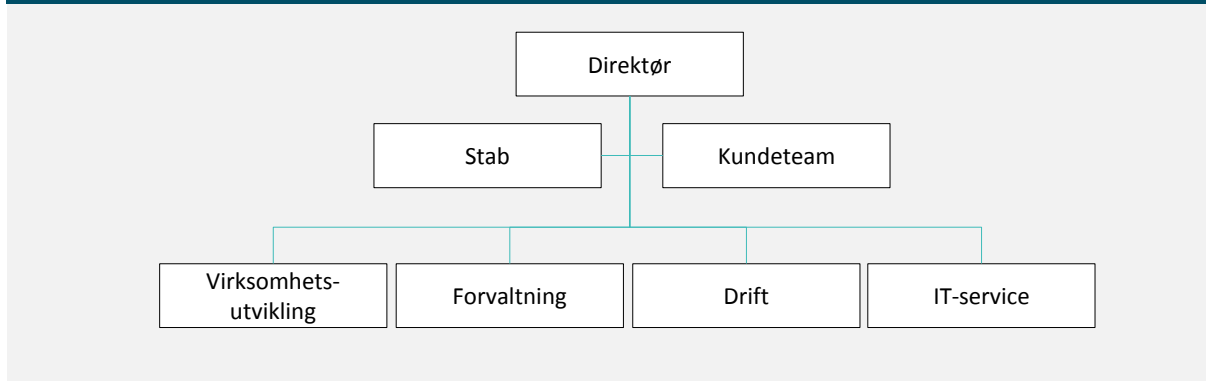 Direktør
Stab
Kundeteam
Virksomhets-
utvikling
Forvaltning
Drift
IT-service